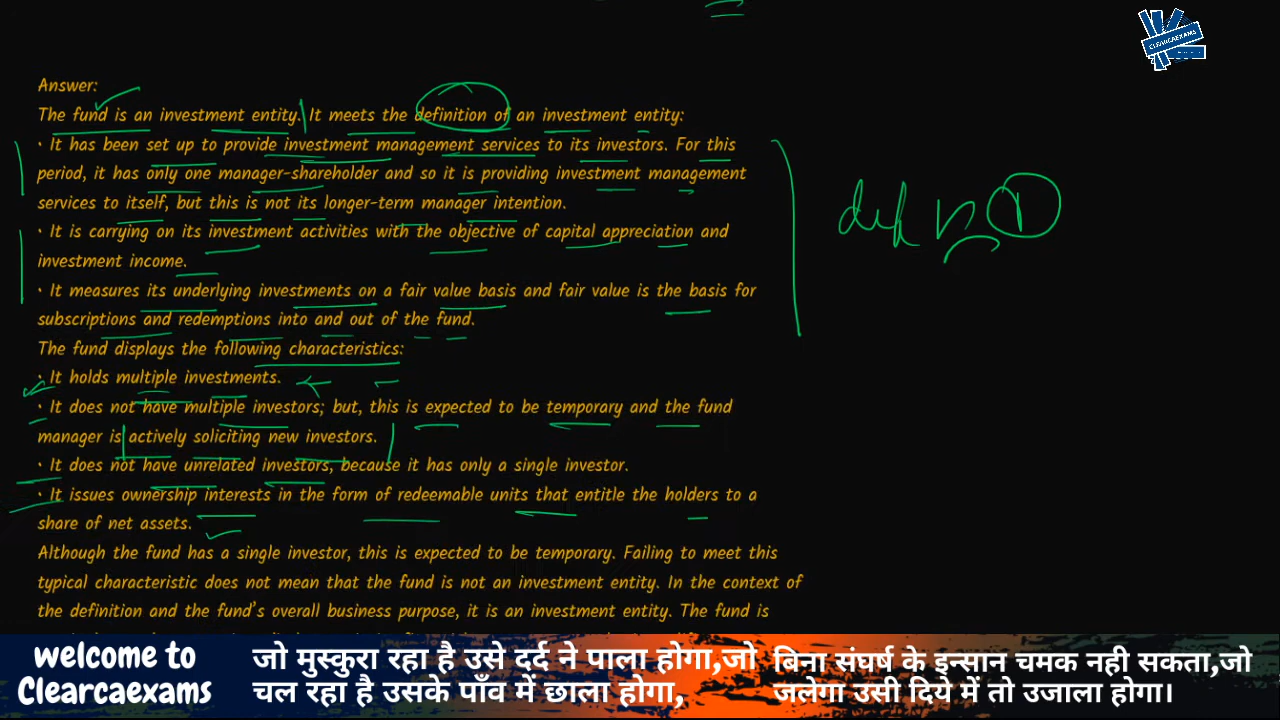 CLEARCAEXAMS
Answer:
The fund is an investment entity. It meets the definition of an investment entity:
• It has been set up to provide investment management services to its investors. For this
period, it has only one manager-shareholder and so it is providing investment management
services to itself, but this is not its longer-term manager intention.
• It is carrying on its investment activities with the objective of capital appreciation and
investment income.
• It measures its underlying investments on a fair value basis and fair value is the basis for
subscriptions and redemptions into and out of the fund.
The fund displays the following characteristics:
• It holds multiple investments.
• It does not have multiple investors; but, this is expected to be temporary and the fund
manager is actively soliciting new investors.
• It does not have unrelated investors, because it has only a single investor.
• It issues ownership interests in the form of redeemable units that entitle the holders to a
share of net assets.
Although the fund has a single investor, this is expected to be temporary. Failing to meet this
typical characteristic does not mean that the fund is not an investment entity. In the context of
the definition and the fund's overall business purpose, it is an investment entity. The fund is
welcome to
Clearcaexams
जो मुस्कुरा रहा है उसे दर्द ने पाला होगा,जो
चल रहा है उसके पाँव में छाला होगा,
बिना संघर्ष के इन्सान चमक नही सकता,जो
जलेगा उसी दिये में तो उजाला होगा।